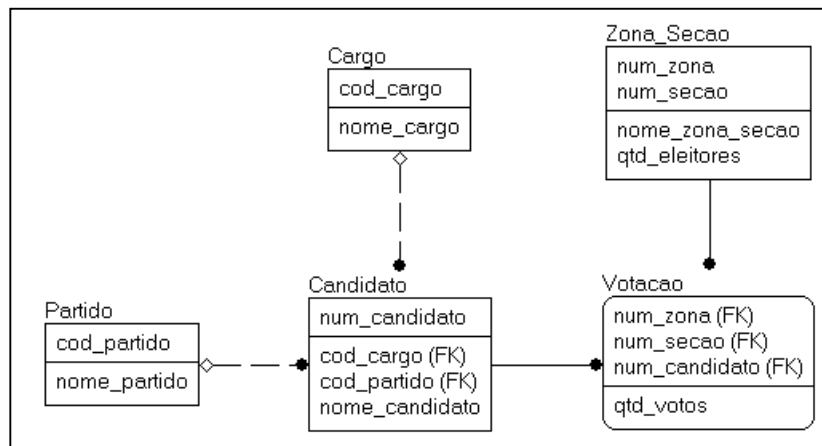 Cargo
cod_cargo
nome_cargo
Zona_Secao
num_zona
num_secao
nome_zona_secao
qtd_eleitores
Partido
cod_partido
nome_partido
Candidato
num_candidato
cod_cargo (FK)
cod_partido (FK)
nome_candidato
Votacao
num_zona (FK)
num_secao (FK)
num_candidato (FK)
qtd_votos